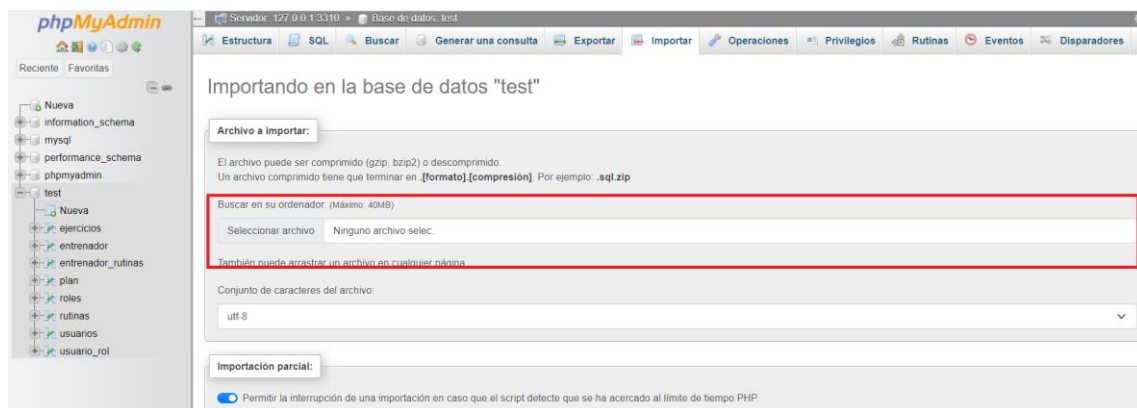 phpMyAdmin
Reciente Favoritas
Nueva
information_schema
mysql
performance_schema
phpmyadmin
test
Nueva
ejercicios
entrenador
entrenador_rutinas
plan
roles
rutinas
usuarios
usuario_rol
Servidor: 127.0.0.1:3310 » Base de datos: test
Estructura SQL Buscar Generar una consulta Exportar Importar Operaciones Privilegios Rutinas Eventos Disparadores
Importando en la base de datos "test"
Archivo a importar:
El archivo puede ser comprimido (gzip, bzip2) o descomprimido.
Un archivo comprimido tiene que terminar en .[formato].[compresión]. Por ejemplo: .sql.zip
Buscar en su ordenador: (Máximo: 40MB)
Seleccionar archivo Ninguno archivo selec.
También puede arrastrar un archivo en cualquier página.
Conjunto de caracteres del archivo:
utf-8
Importación parcial:
Permitir la interrupción de una importación en caso que el script detecte que se ha acercado al límite de tiempo PHP.